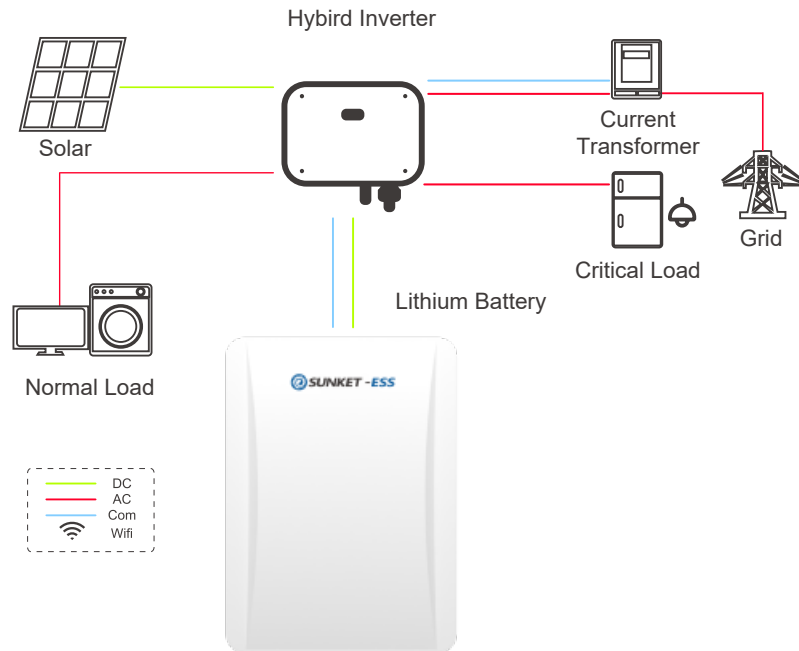 Hybird Inverter
Solar
Current
Transformer
Grid
Critical Load
Lithium Battery
Normal Load
SUNKET -ESS
DC
AC
Com
Wifi